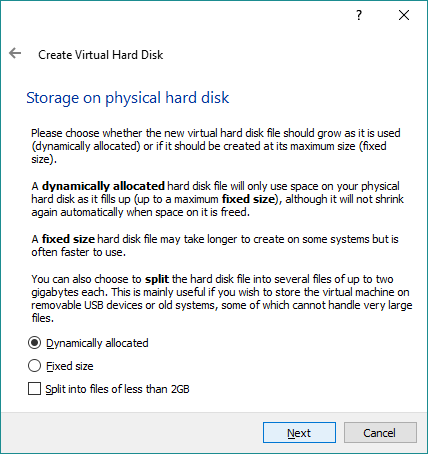 ?
Create Virtual Hard Disk
Storage on physical hard disk
Please choose whether the new virtual hard disk file should grow as it is used
(dynamically allocated) or if it should be created at its maximum size (fixed
size).
A dynamically allocated hard disk file will only use space on your physical
hard disk as it fills up (up to a maximum fixed size), although it will not shrink
again automatically when space on it is freed.
A fixed size hard disk file may take longer to create on some systems but is
often faster to use.
You can also choose to split the hard disk file into several files of up to two
gigabytes each. This is mainly useful if you wish to store the virtual machine on
removable USB devices or old systems, some of which cannot handle very large
files.
Dynamically allocated
Fixed size
Split into files of less than 2GB
Next Cancel